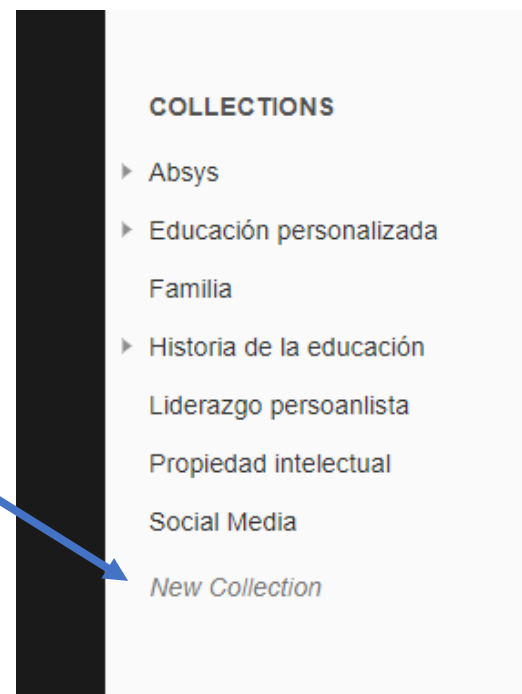 COLLECTIONS
Absys
Educación personalizada
Familia
Historia de la educación
Liderazgo persoanlista
Propiedad intelectual
Social Media
New Collection